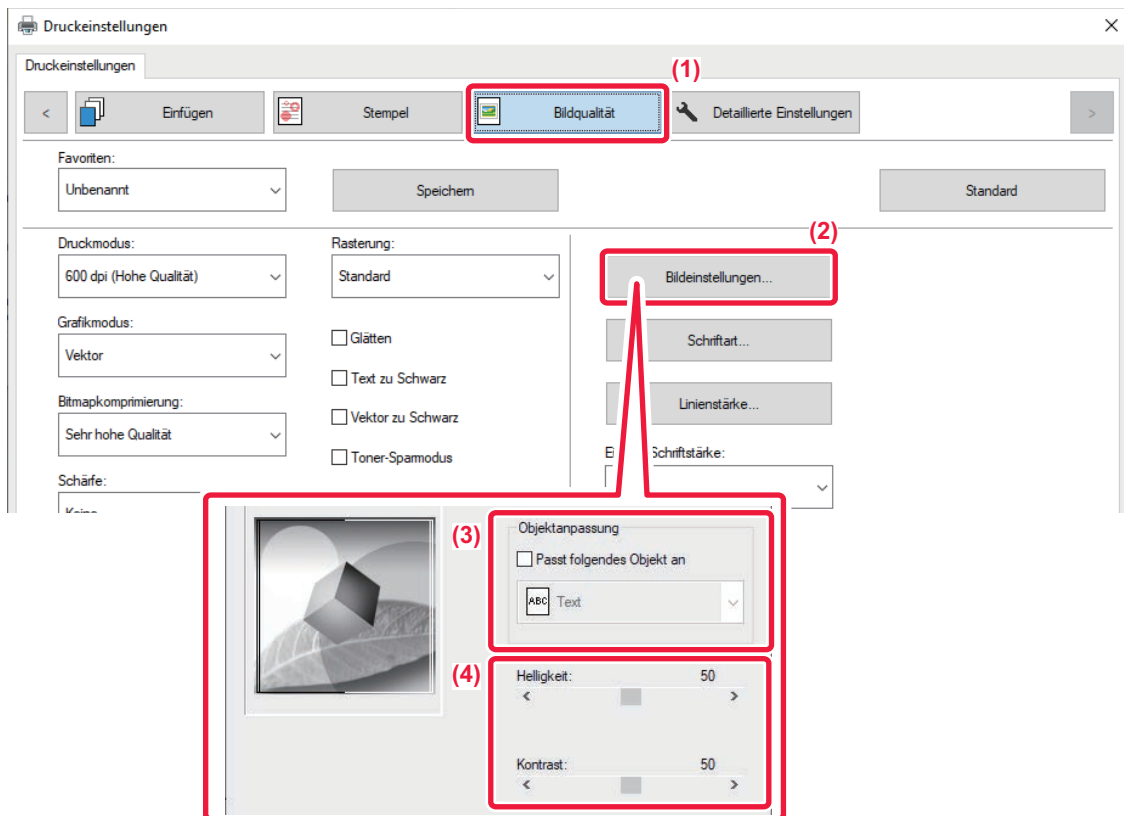 Druckeinstellungen
Druckeinstellungen
(1)
< Einfügen Stempel Bildqualität Detaillierte Einstellungen >
Favoriten:
Unbenannt Speichern Standard
(2)
Druckmodus: Rasterung:
600 dpi (Hohe Qualität) Standard Bildeinstellungen...
Grafikmodus:
Glätten Schriftart...
Vektor
Text zu Schwarz
Bitmapkomprimierung:
Linienstärke...
Vektor zu Schwarz
Sehr hohe Qualität
Toner-Sparmodus Schriftstärke:
Schärfe:
(3) Objektanpassung
Passt folgendes Objekt an
ABC Text
(4) Helligkeit: 50
< >
Kontrast: 50
< >